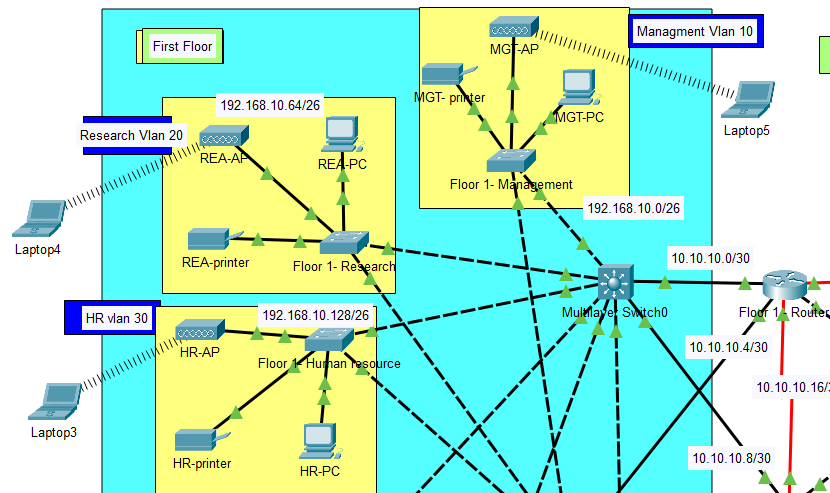 First Floor
Managment Vlan 10
MGT-AP
MGT- printer
MGT-PC
Laptop5
192.168.10.64/26
Research Vlan 20
REA-AP
REA-PC
Floor 1- Management
192.168.10.0/26
Laptop4
REA-printer
Floor 1- Research
10.10.10.0/30
HR vlan 30
192.168.10.128/26
Multilayer Switch0
Floor 1 - Router
HR-AP
Floor 1- Human resource
10.10.10.4/30
10.10.10.16/3
Laptop3
HR-printer
HR-PC
10.10.10.8/30